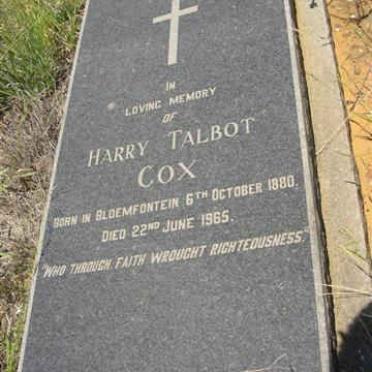 IN
LOVING MEMORY
OF
HARRY TALBOT
COX
BORN IN BLOEMFONTEIN 6TH OCTOBER 1880.
DIED 22ND JUNE 1965.
"WHO THROUGH FAITH WROUGHT RIGHTEOUSNESS."